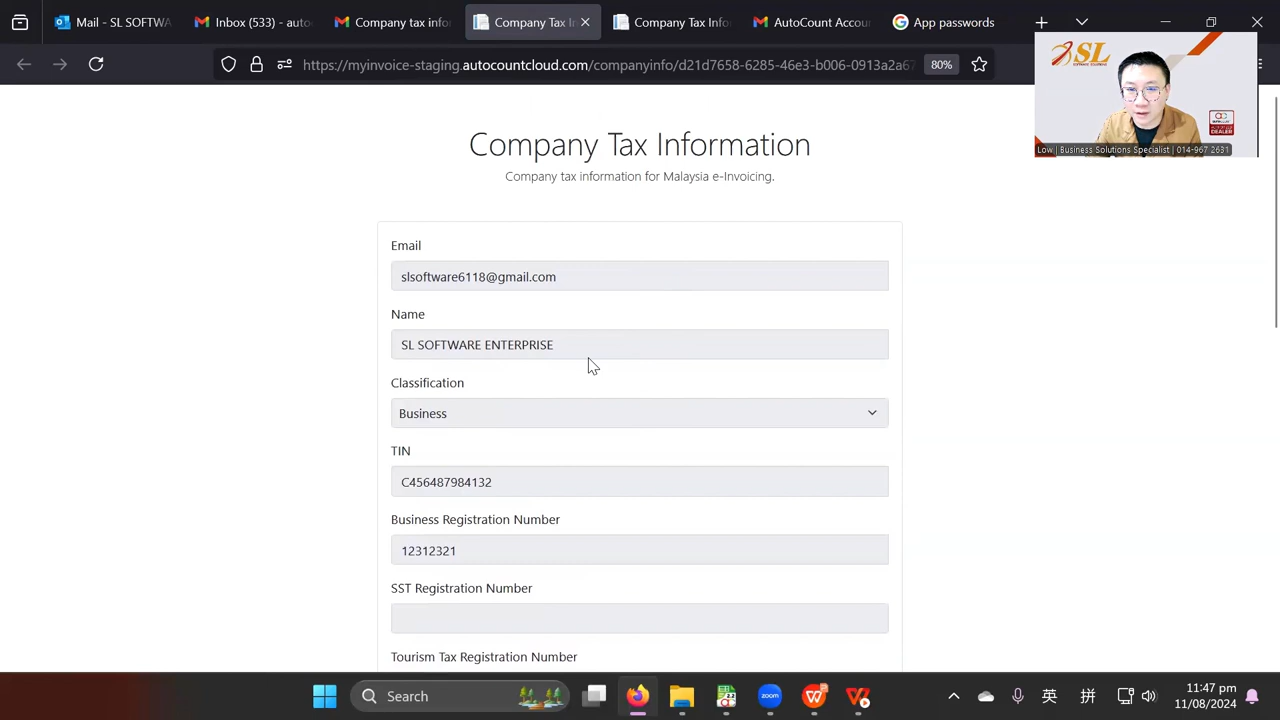 Mail - SL SOFTWA
Inbox (533) - auto
Company tax info
Company Tax In
Company Tax Info
AutoCount Accou
App passwords
https://myinvoice-staging.autocountcloud.com/companyinfo/d21d7658-6285-46e3-b006-0913a2a67
80%
SL
Low | Business Solutions Specialist | 014-967 2631
Company Tax Information
Company tax information for Malaysia e-Invoicing.
Email
slsoftware6118@gmail.com
Name
SL SOFTWARE ENTERPRISE
Classification
Business
TIN
C456487984132
Business Registration Number
12312321
SST Registration Number
Tourism Tax Registration Number
Search
英
拼
11:47 pm
11/08/2024